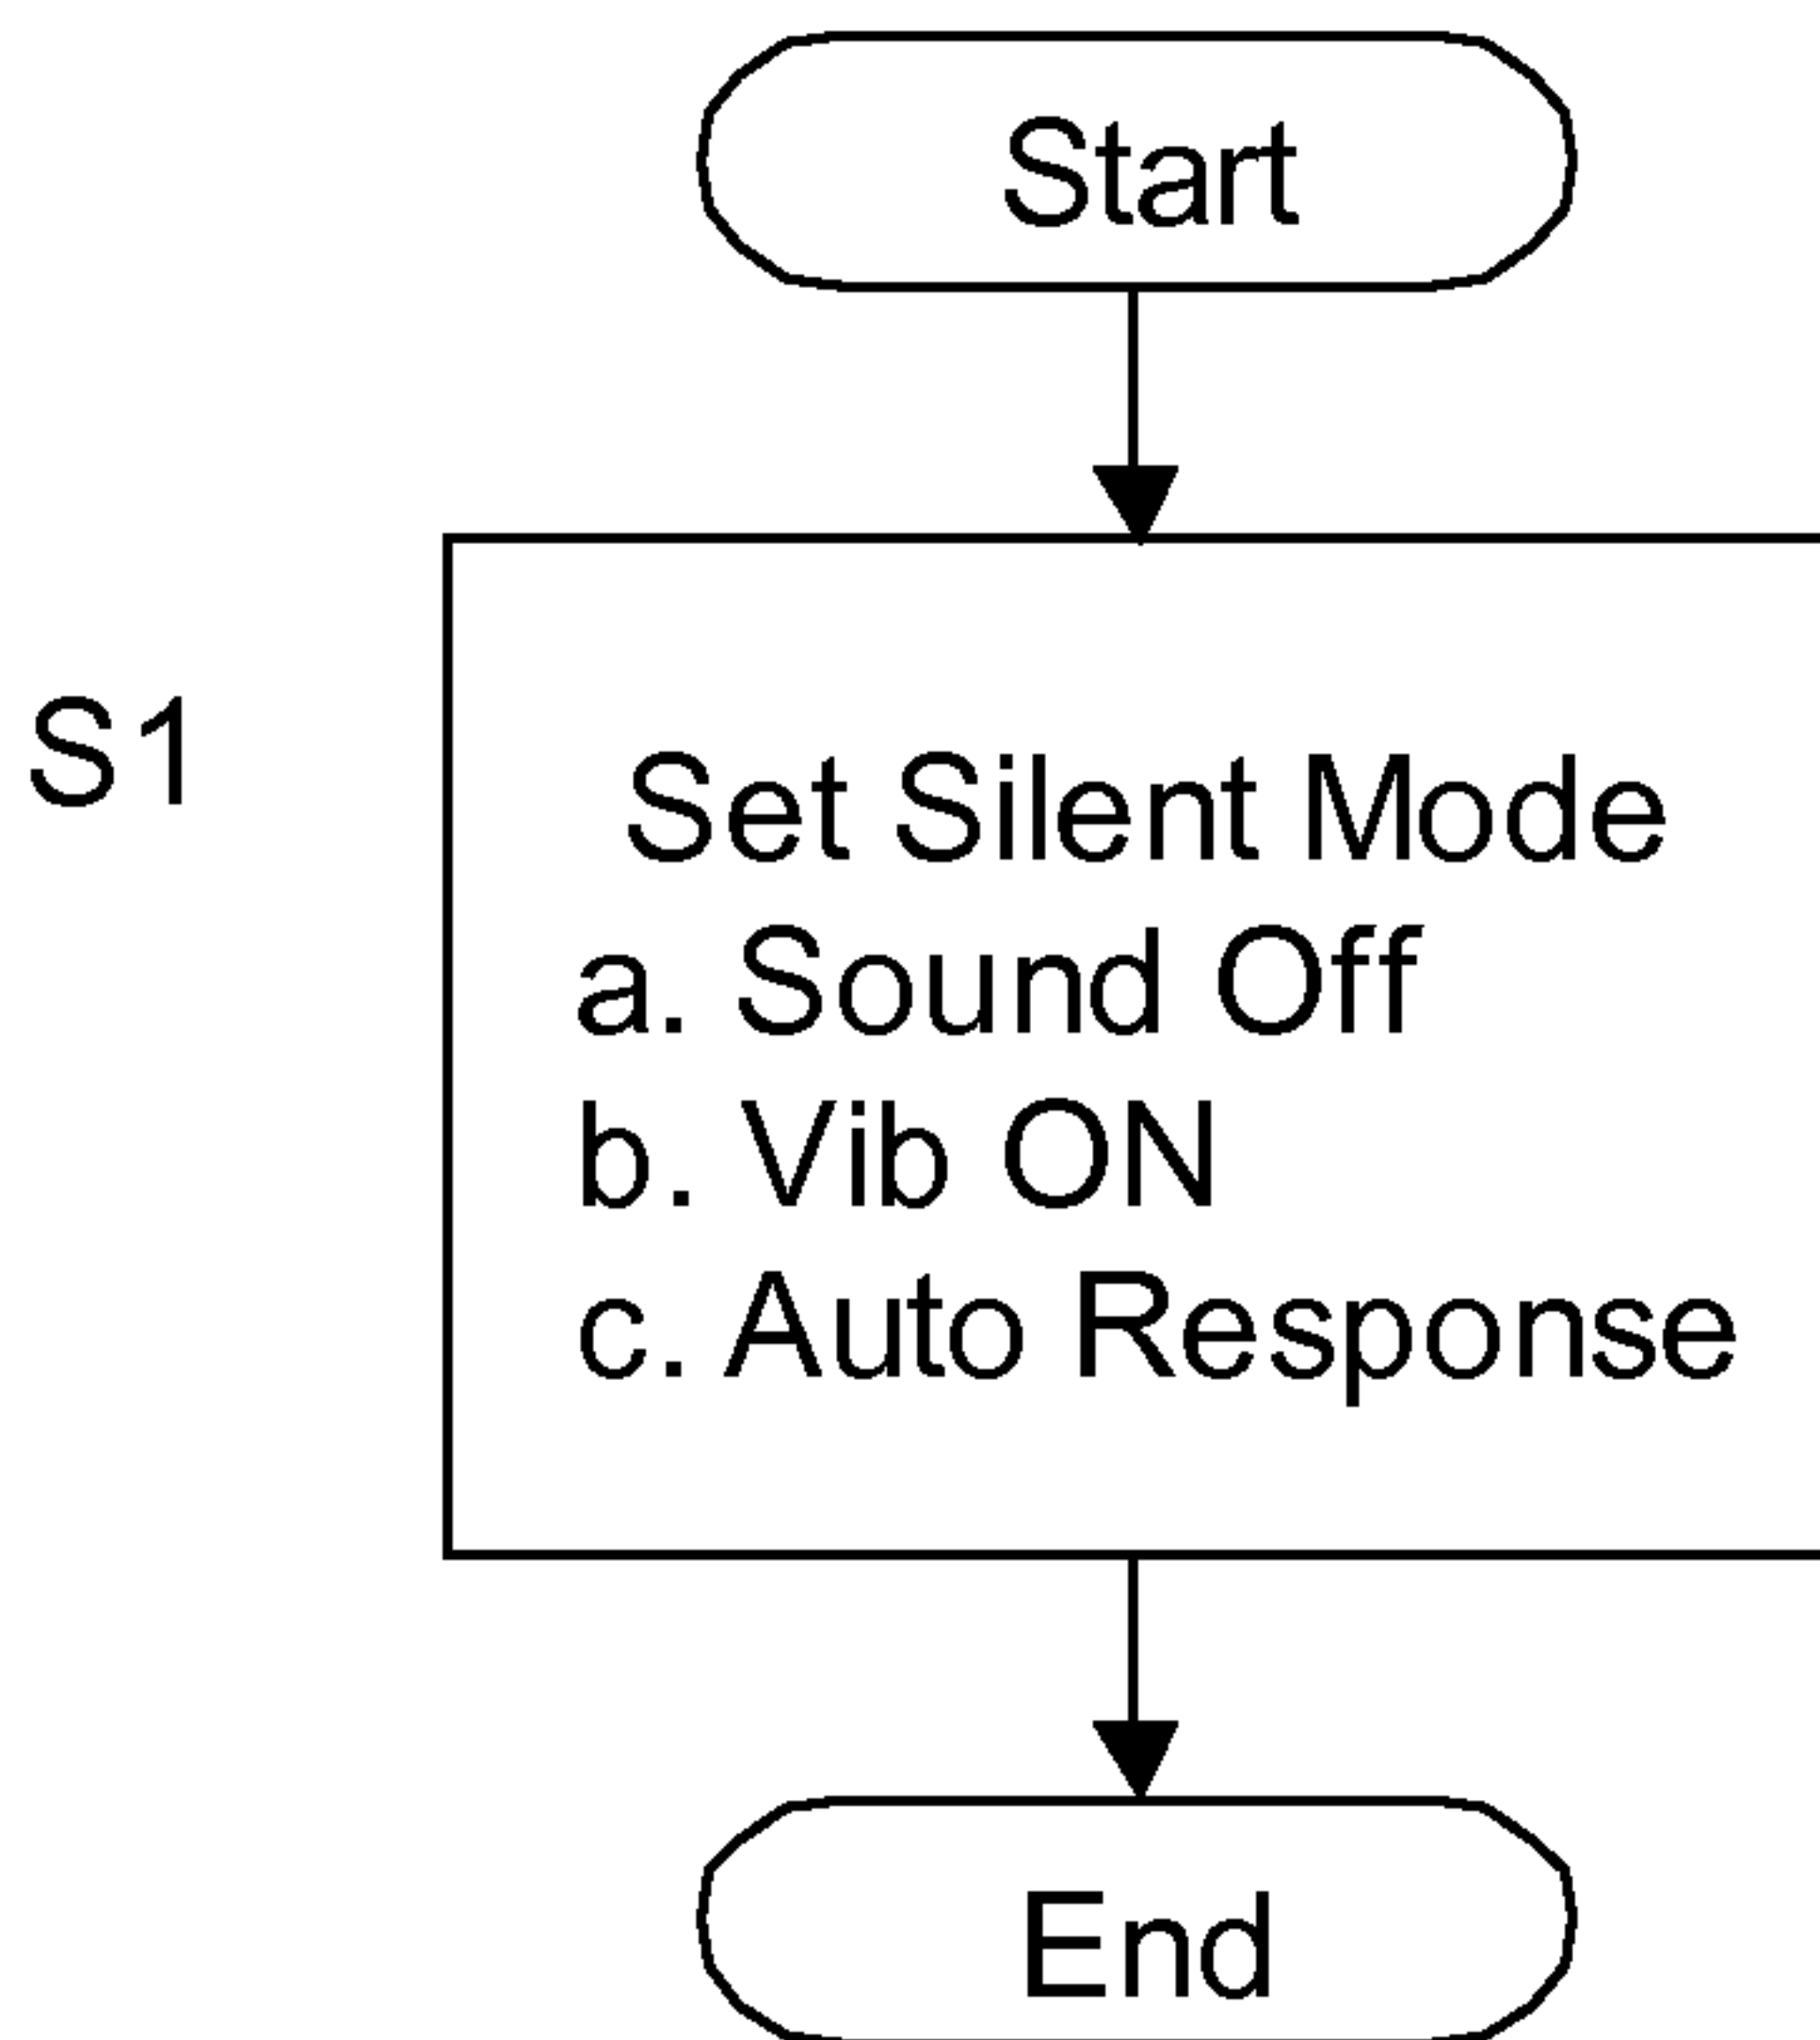 Start
S1
Set Silent Mode
a. Sound Off
b. Vib ON
c. Auto Response
End